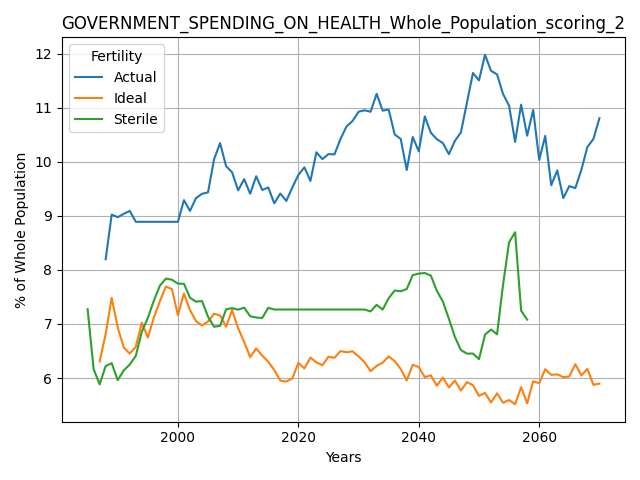 GOVERNMENT_SPENDING_ON_HEALTH_Whole_Population_scoring_2
Fertility
Actual
Ideal
Sterile
% of Whole Population
12
11
10
9
8
7
6
2000
2020
2040
2060
Years